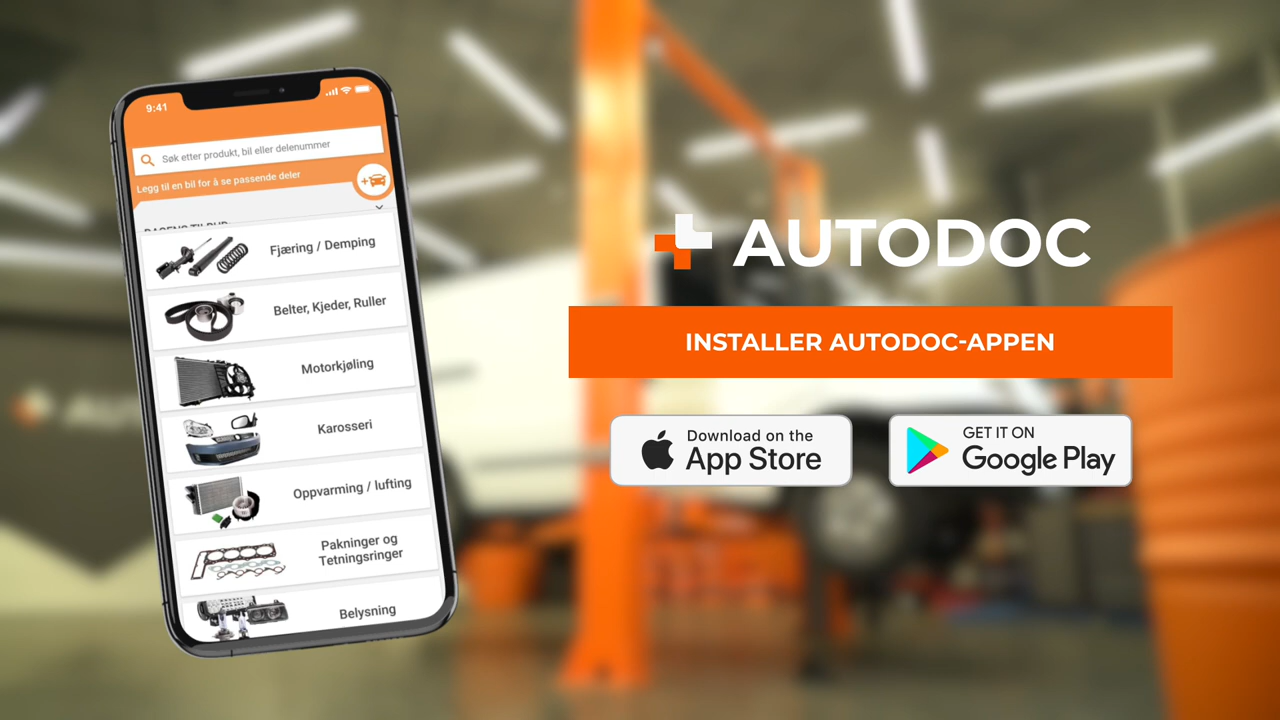 9:41
Søk etter produkt, bil eller delenummer
Legg til en bil for å se passende deler
Fjæring / Demping
Belter, Kjeder, Ruller
Motorkjøling
Karosseri
Oppvarming / lufting
Pakninger og
Tetningsringer
Belysning
AUTODOC
INSTALLER AUTODOC-APPEN
Download on the
App Store
GET IT ON
Google Play